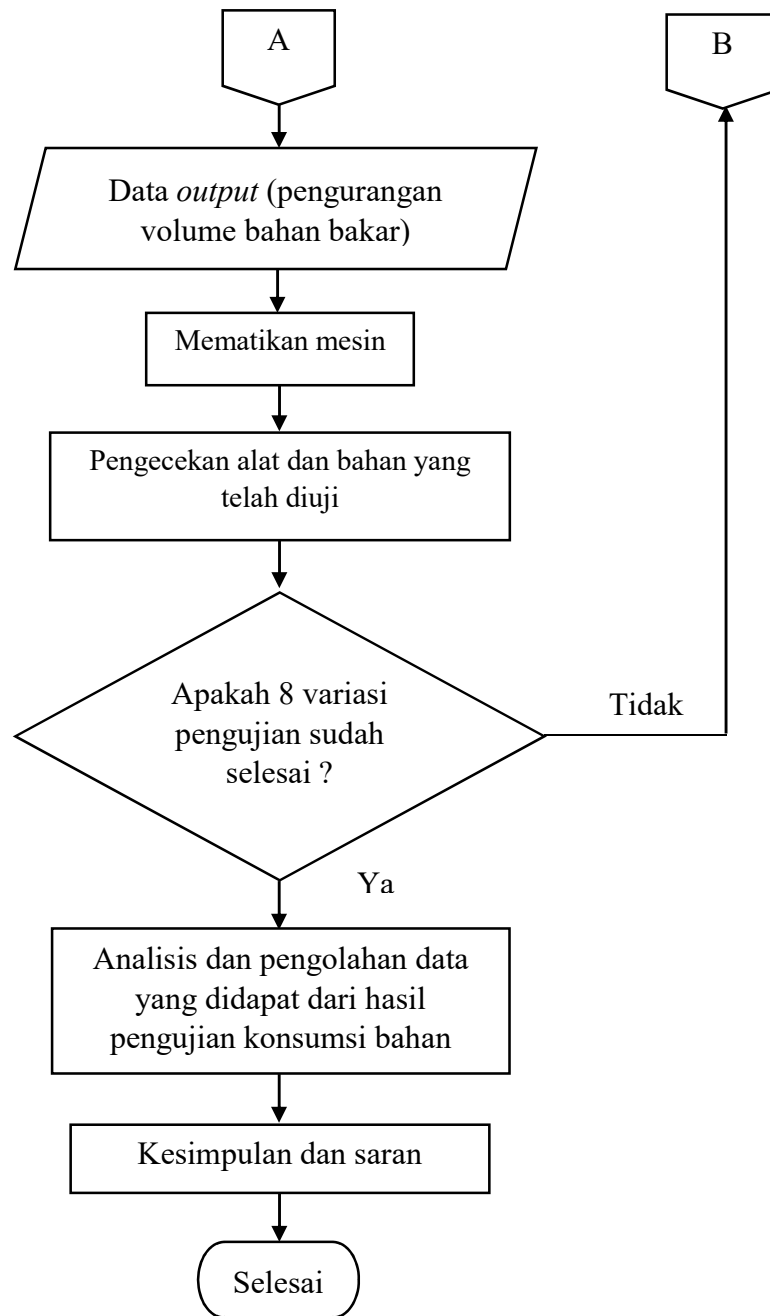 A
B
Data output (pengurangan
volume bahan bakar)
Mematikan mesin
Pengecekan alat dan bahan yang
telah diuji
Apakah 8 variasi
pengujian sudah
selesai ?
Tidak
Ya
Analisis dan pengolahan data
yang didapat dari hasil
pengujian konsumsi bahan
Kesimpulan dan saran
Selesai